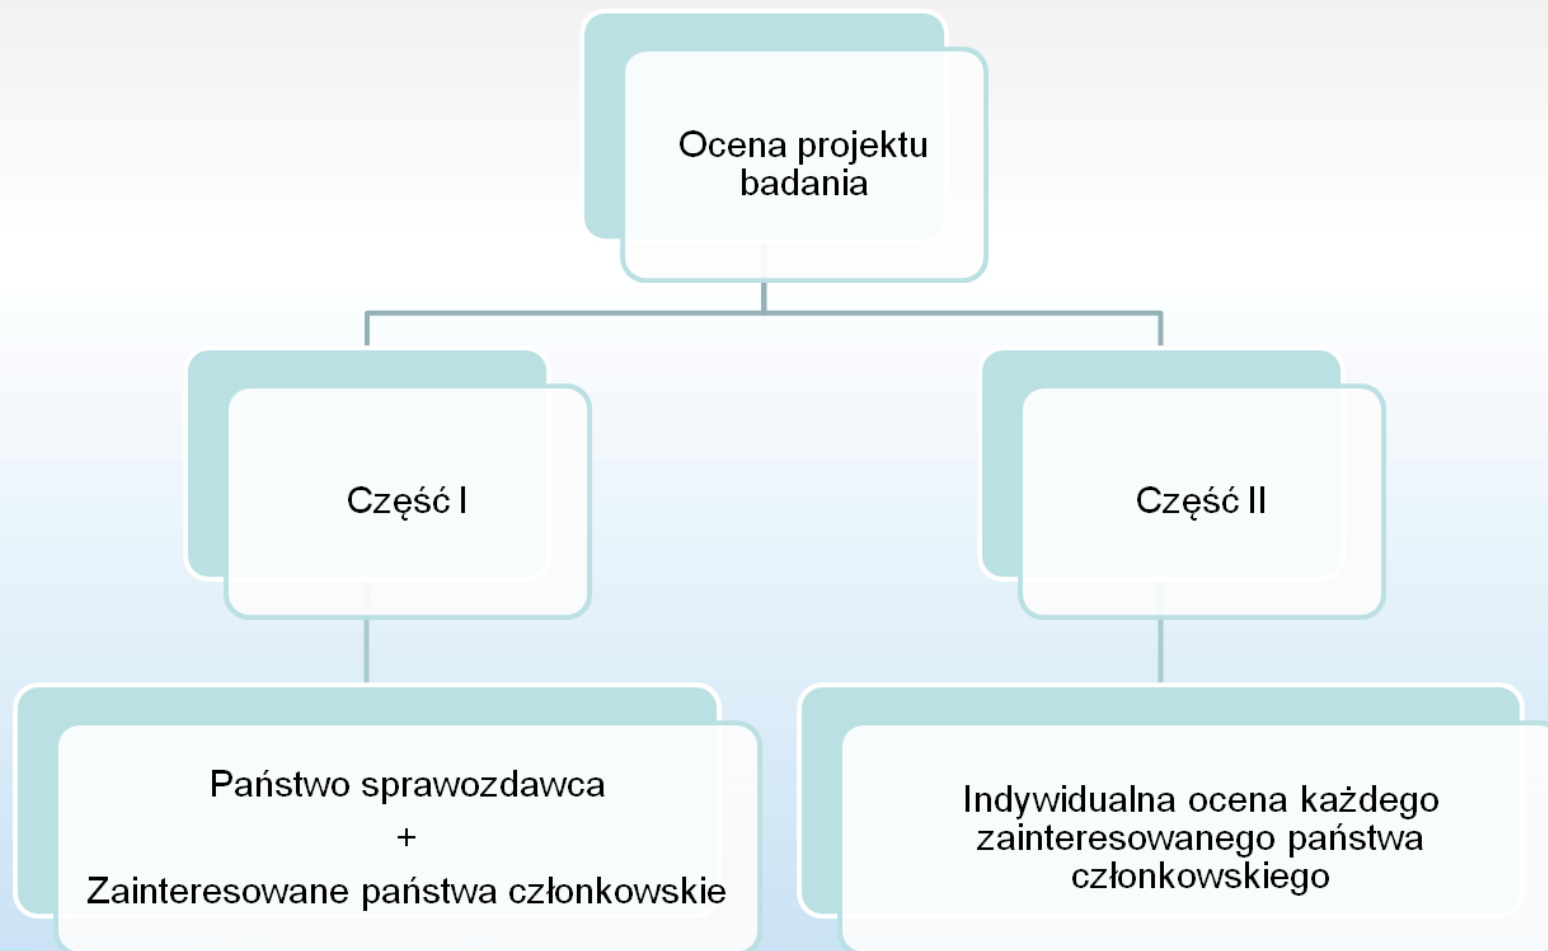 Ocena projektu
badania
Część I
Część II
Państwo sprawozdawca
+
Zainteresowane państwa członkowskie
Indywidualna ocena każdego
zainteresowanego państwa
członkowskiego